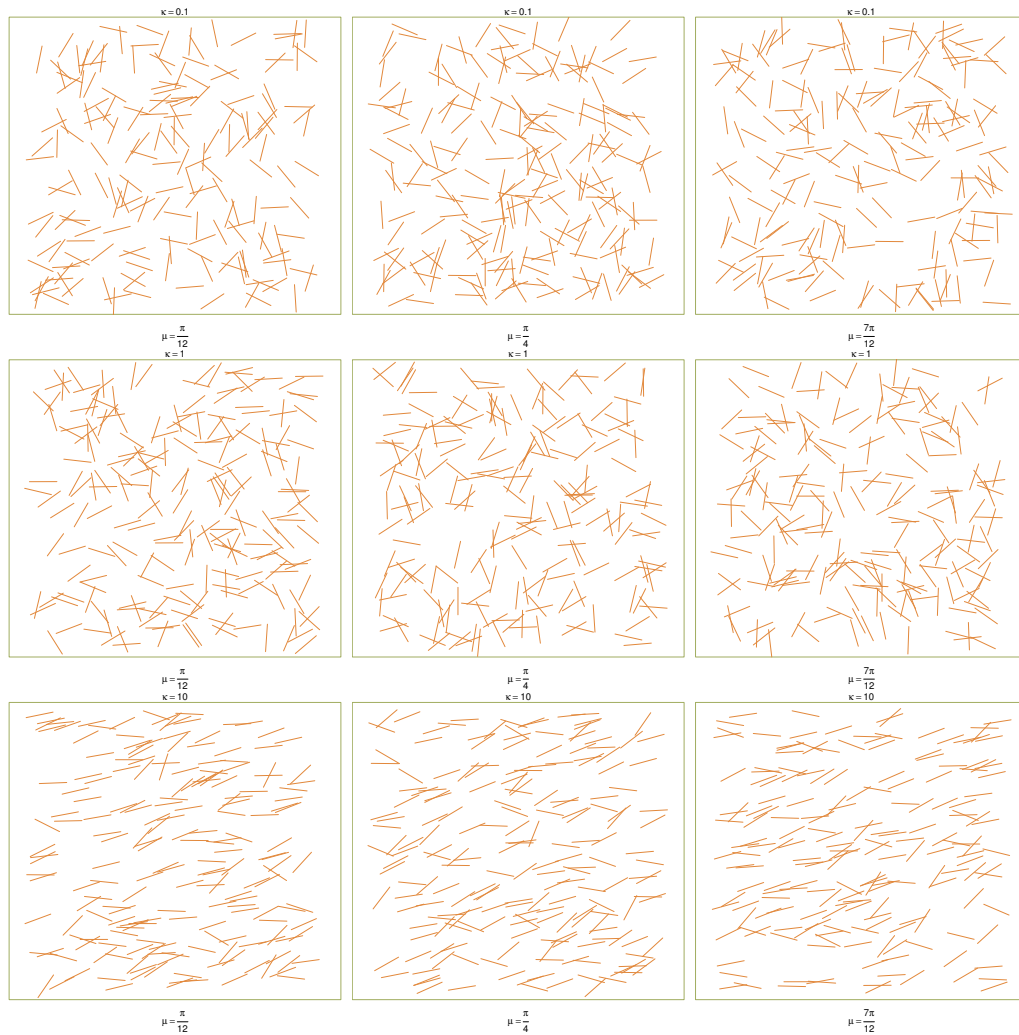 κ = 0.1
κ = 0.1
κ = 0.1
μ = π/12
μ = π/4
μ = 7π/12
κ = 1
κ = 1
κ = 1
μ = π/12
μ = π/4
μ = 7π/12
κ = 10
κ = 10
κ = 10
μ = π/12
μ = π/4
μ = 7π/12